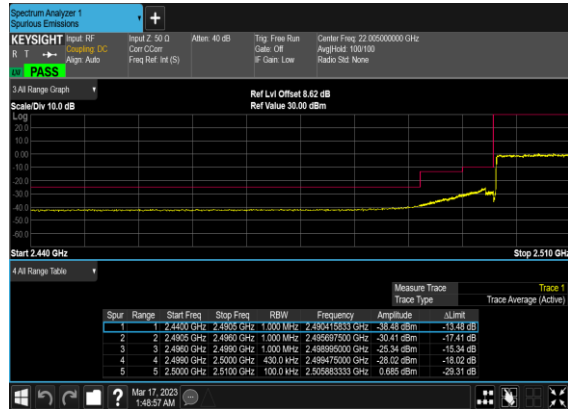 Spectrum Analyzer 1
Spurious Emissions
KEYSIGHT Input: RF Input Z: 50 Ω Atten: 40 dB Trig: Free Run Center Freq: 22.005000000 GHz
R T Coupling: DC Corr CCorr Gate: Off Avg|Hold: 100/100
Align: Auto Freq Ref: Int (S) IF Gain: Low Radio Std: None
PASS
3 All Range Graph
Ref Lvl Offset 8.62 dB
Scale/Div 10.0 dB Ref Value 30.00 dBm
Log
20.0
10.0
0.00
-10.0
-20.0
-30.0
-40.0
-50.0
-60.0
Start 2.440 GHz Stop 2.510 GHz
4 All Range Table
Measure Trace Trace 1
Trace Type Trace Average (Active)
Spur Range Start Freq Stop Freq RBW Frequency Amplitude ΔLimit
1 1 2.4400 GHz 2.4905 GHz 1.000 MHz 2.490415833 GHz -38.48 dBm -13.48 dB
2 2 2.4905 GHz 2.4960 GHz 1.000 MHz 2.495697500 GHz -30.41 dBm -17.41 dB
3 3 2.4960 GHz 2.4990 GHz 1.000 MHz 2.498995000 GHz -25.34 dBm -15.34 dB
4 4 2.4990 GHz 2.5000 GHz 430.0 kHz 2.499475000 GHz -28.02 dBm -18.02 dB
5 5 2.5000 GHz 2.5100 GHz 100.0 kHz 2.505883333 GHz 0.685 dBm -29.31 dB
? Mar 17, 2023
1:48:57 AM